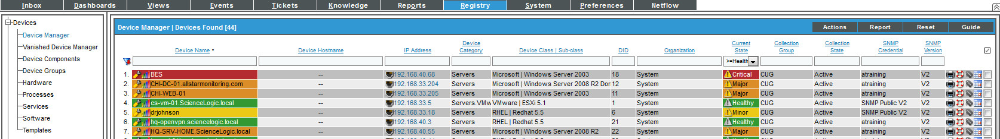 Inbox Dashboards Views Events Tickets Knowledge Reports Registry System Preferences Netflow
Devices
Device Manager
Vanished Device Manager
Device Components
Device Groups
Hardware
Processes
Services
Software
Templates
Device Manager | Devices Found [44] Actions Report Reset Guide
Device Name Device Hostname IP Address Device Category Device Class | Sub-class DID Organization Current State Collection Group Collection State SNMP Credential SNMP Version
>=Health
1. BES -- 192.168.40.68 Servers Microsoft | Windows Server 2003 18 System Critical CUG Active atraining V2
2. CHI-DC-01.allstarmonitoring.com -- 192.168.33.204 Servers Microsoft | Windows Server 2008 R2 Dor 12 System Major CUG Active atraining V2
3. CHI-WEB-01 -- 192.168.33.205 Servers Microsoft | Windows Server 2003 11 System Major CUG Active atraining V2
4. cs-vm-01.ScienceLogic.local -- 192.168.33.5 Servers.VMw VMware | ESXi 5.1 1 System Healthy CUG Active SNMP Public V2 V2
5. drjohnson -- 192.168.33.18 Servers RHEL | Redhat 5.5 6 System Minor CUG Active atraining V2
6. hq-openvpn.sciencelogic.local -- 192.168.40.3 Servers RHEL | Redhat 5.5 21 System Healthy CUG Active atraining V2
7. HQ-SRV-HOME.ScienceLogic.local -- 192.168.40.55 Servers Microsoft | Windows Server 2008 R2 22 System Major CUG Active atraining V2